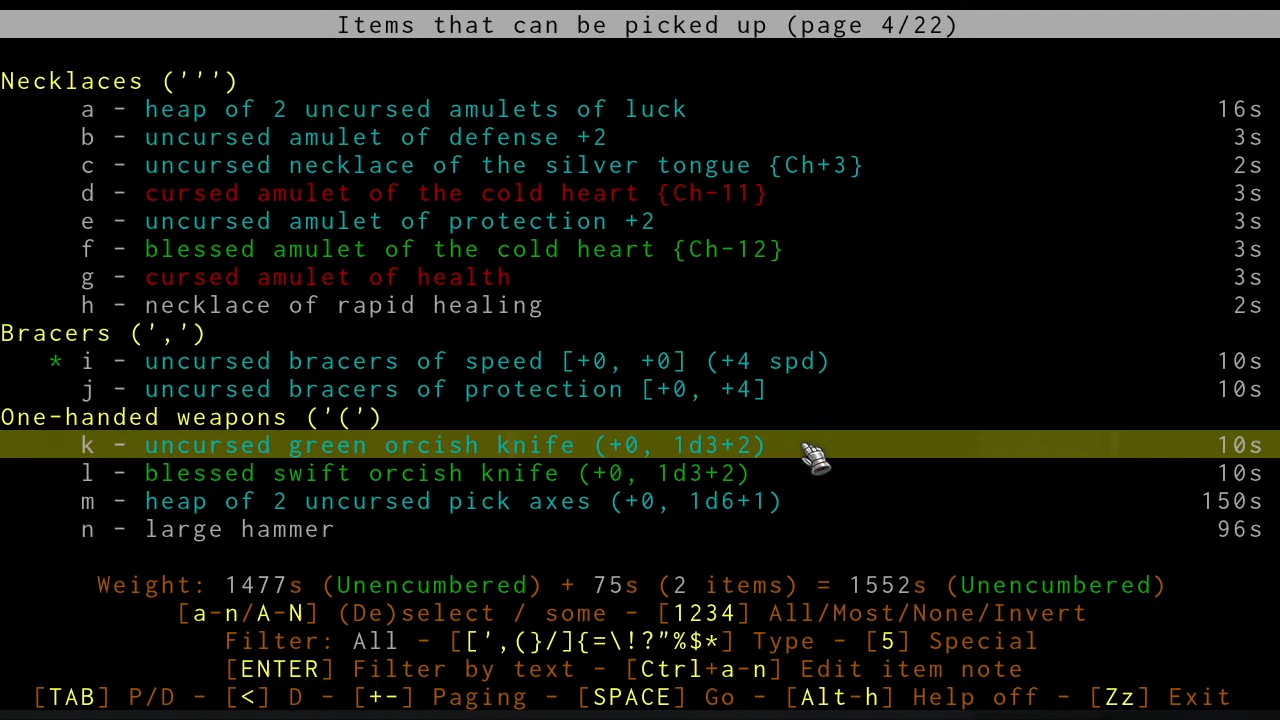 Items that can be picked up (page 4/22)
Necklaces (''')
a - heap of 2 uncursed amulets of luck 16s
b - uncursed amulet of defense +2 3s
c - uncursed necklace of the silver tongue {Ch+3} 2s
d - cursed amulet of the cold heart {Ch-11} 3s
e - uncursed amulet of protection +2 3s
f - blessed amulet of the cold heart {Ch-12} 3s
g - cursed amulet of health 3s
h - necklace of rapid healing 2s
Bracers (',')
* i - uncursed bracers of speed [+0, +0] (+4 spd) 10s
j - uncursed bracers of protection [+0, +4] 10s
One-handed weapons ('(')
k - uncursed green orcish knife (+0, 1d3+2) 10s
l - blessed swift orcish knife (+0, 1d3+2) 10s
m - heap of 2 uncursed pick axes (+0, 1d6+1) 150s
n - large hammer 96s
Weight: 1477s (Unencumbered) + 75s (2 items) = 1552s (Unencumbered)
[a-n/A-N] (De)select / some - [1234] All/Most/None/Invert
Filter: All - [[',(}/]{=\!?"%$*] Type - [5] Special
[ENTER] Filter by text - [Ctrl+a-n] Edit item note
[TAB] P/D - [<] D - [+-] Paging - [SPACE] Go - [Alt-h] Help off - [Zz] Exit